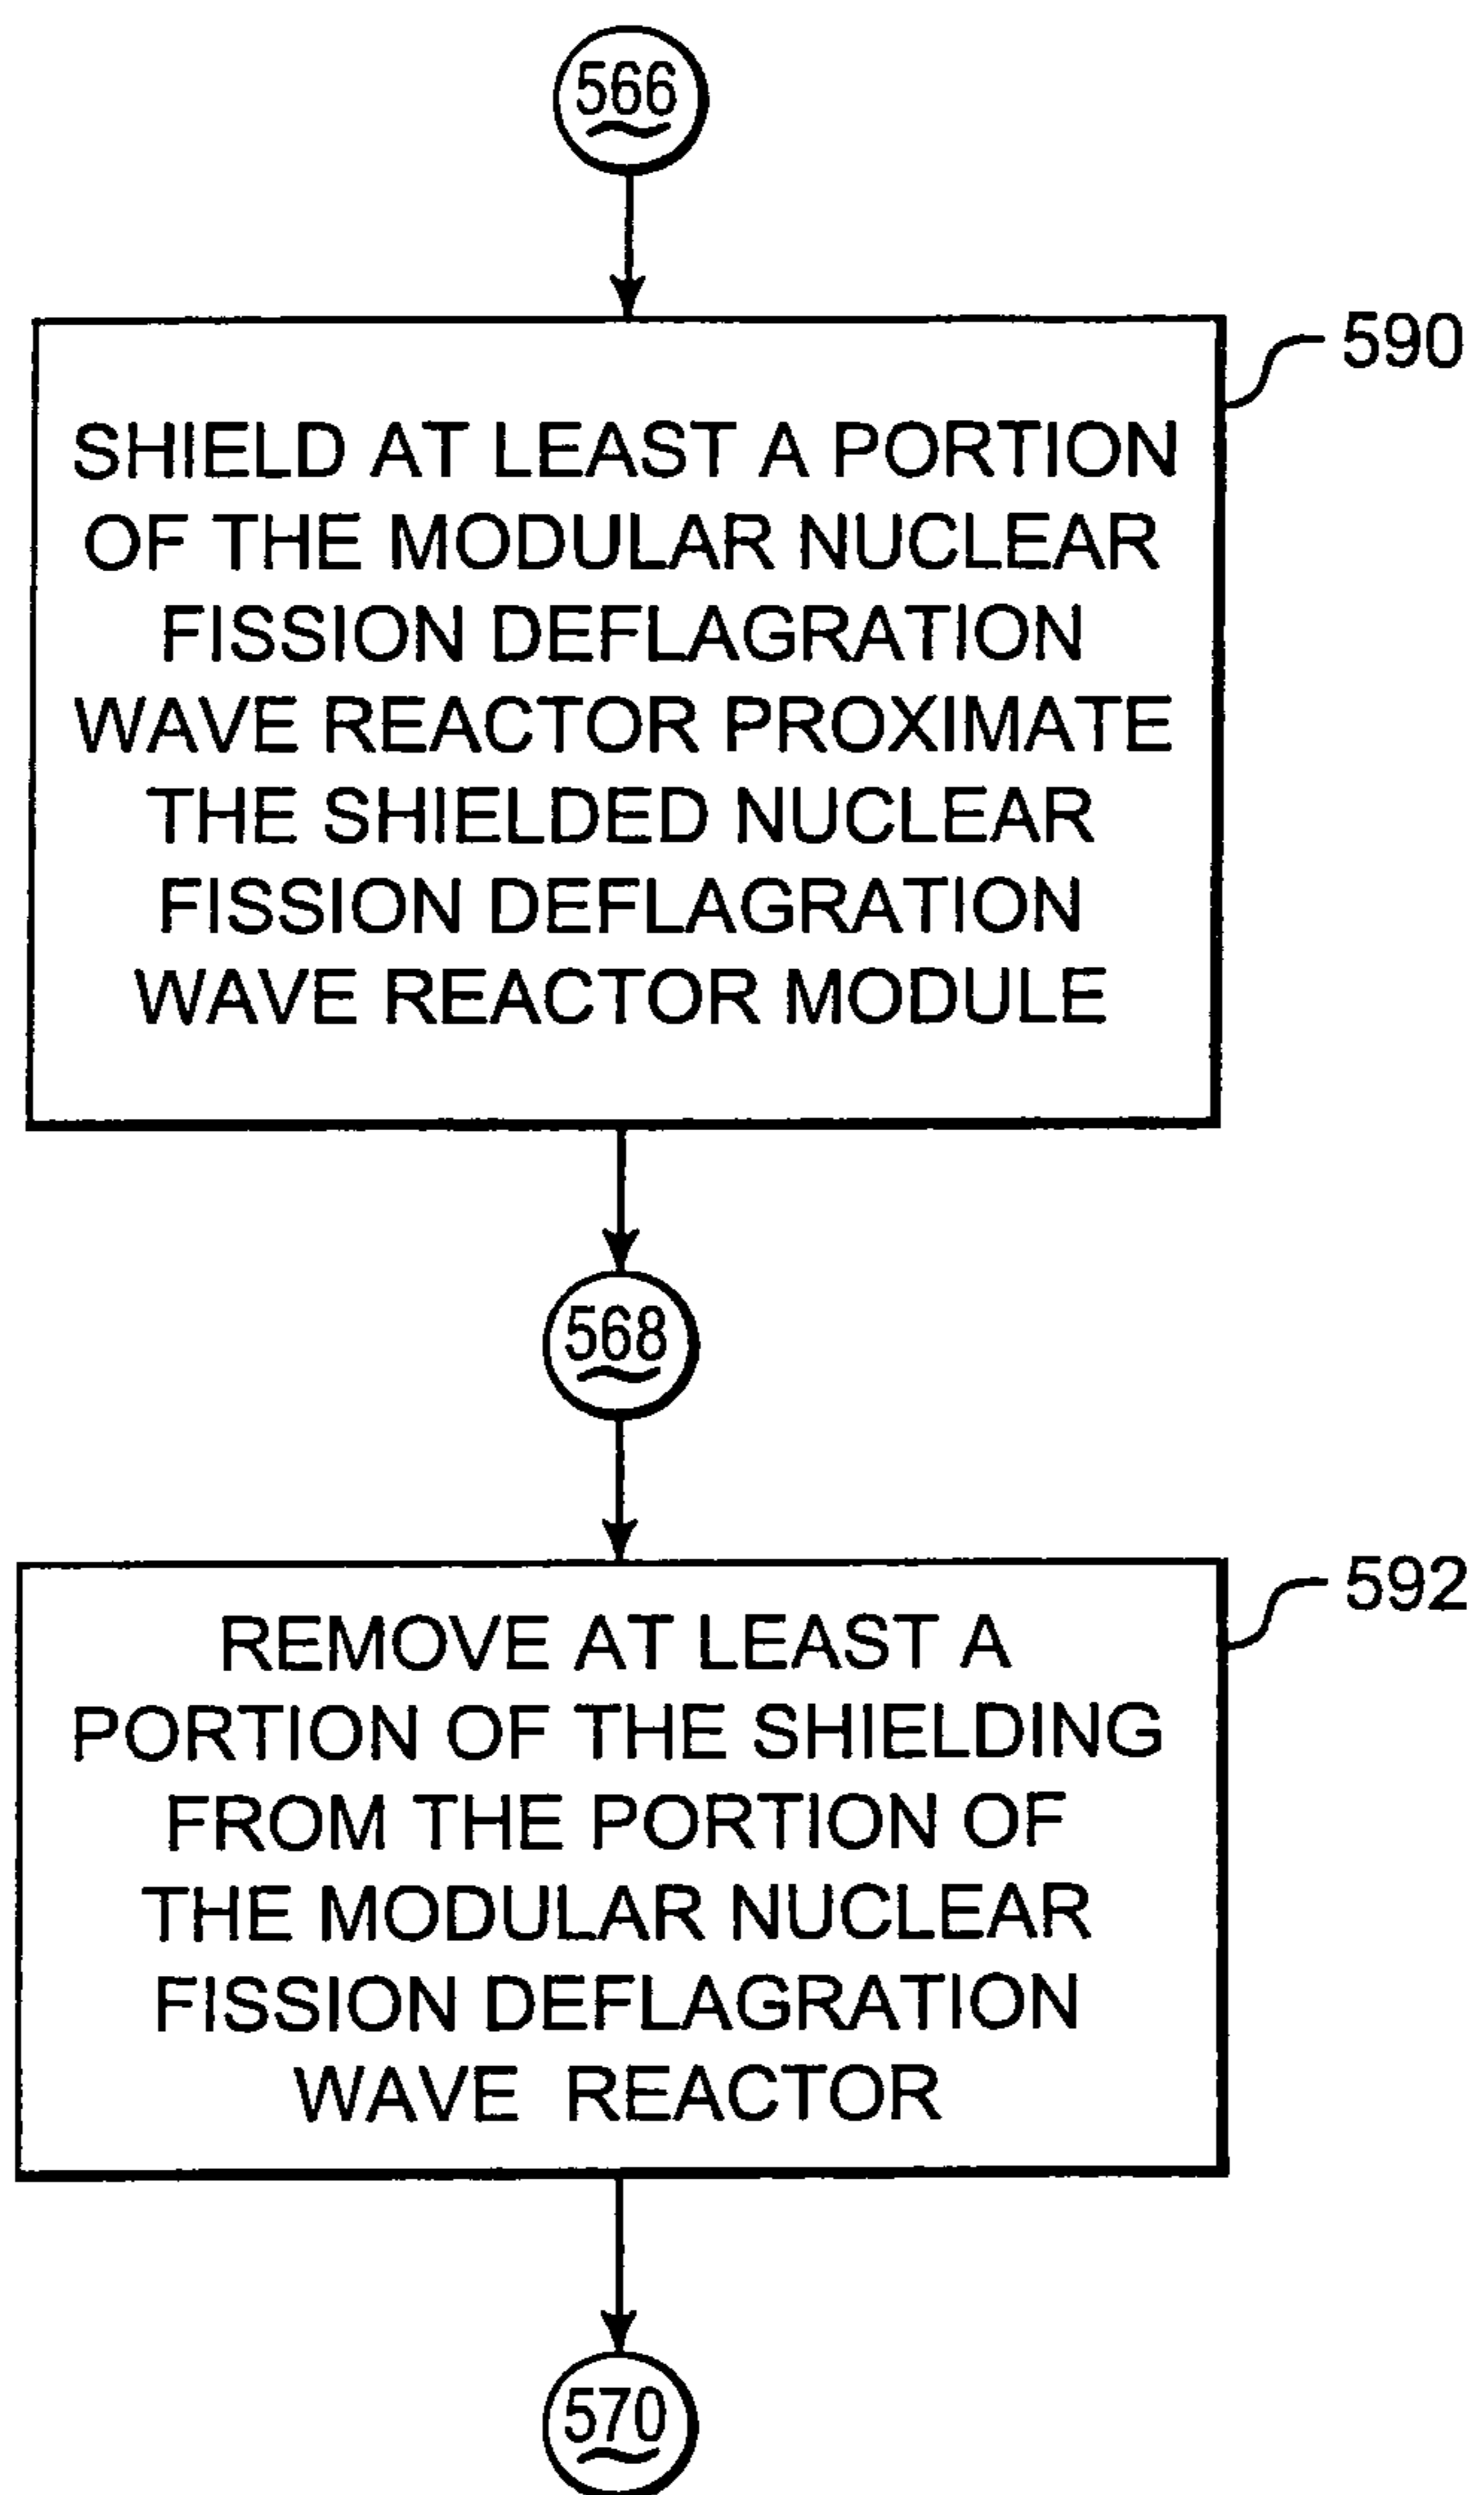 566
590
SHIELD AT LEAST A PORTION
OF THE MODULAR NUCLEAR
FISSION DEFLAGRATION
WAVE REACTOR PROXIMATE
THE SHIELDED NUCLEAR
FISSION DEFLAGRATION
WAVE REACTOR MODULE
568
592
REMOVE AT LEAST A
PORTION OF THE SHIELDING
FROM THE PORTION OF
THE MODULAR NUCLEAR
FISSION DEFLAGRATION
WAVE REACTOR
570